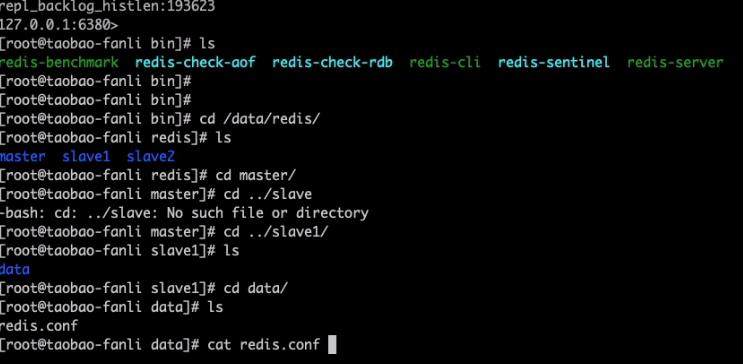 repl_backlog_histlen:193623
127.0.0.1:6380>
[root@taobao-fanli bin]# ls
redis-benchmark redis-check-aof redis-check-rdb redis-cli redis-sentinel redis-server
[root@taobao-fanli bin]#
[root@taobao-fanli bin]#
[root@taobao-fanli bin]# cd /data/redis/
[root@taobao-fanli redis]# ls
master slave1 slave2
[root@taobao-fanli redis]# cd master/
[root@taobao-fanli master]# cd ../slave
-bash: cd: ../slave: No such file or directory
[root@taobao-fanli master]# cd ../slave1/
[root@taobao-fanli slave1]# ls
data
[root@taobao-fanli slave1]# cd data/
[root@taobao-fanli data]# ls
redis.conf
[root@taobao-fanli data]# cat redis.conf